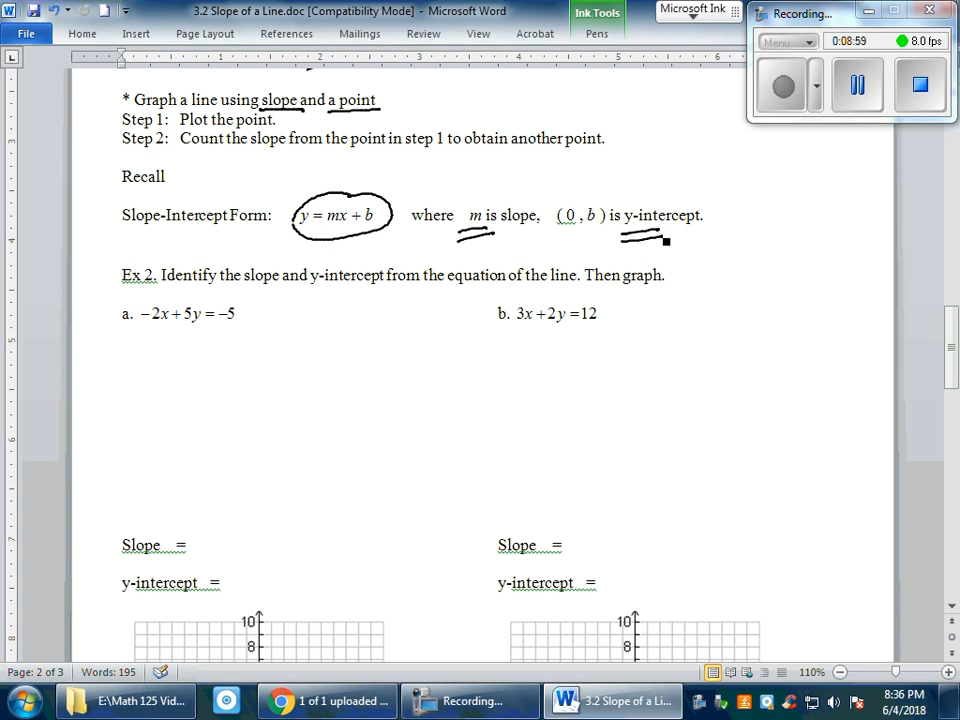 3.2 Slope of a Line.doc [Compatibility Mode] - Microsoft Word
Ink Tools
Microsoft Ink
Recording...
File Home Insert Page Layout References Mailings Review View Acrobat Pens
Menu 0:08:59 8.0 fps
1 2 3 4 5 6
* Graph a line using slope and a point
Step 1: Plot the point.
Step 2: Count the slope from the point in step 1 to obtain another point.
Recall
Slope-Intercept Form: y = mx + b where m is slope, ( 0 , b ) is y-intercept.
Ex 2. Identify the slope and y-intercept from the equation of the line. Then graph.
a. −2x + 5y = −5 b. 3x + 2y = 12
Slope = Slope =
y-intercept = y-intercept =
10 10
8 8
Page: 2 of 3 Words: 195 110%
E:\Math 125 Vid... 1 of 1 uploaded ... Recording... 3.2 Slope of a Li... 8:36 PM
6/4/2018